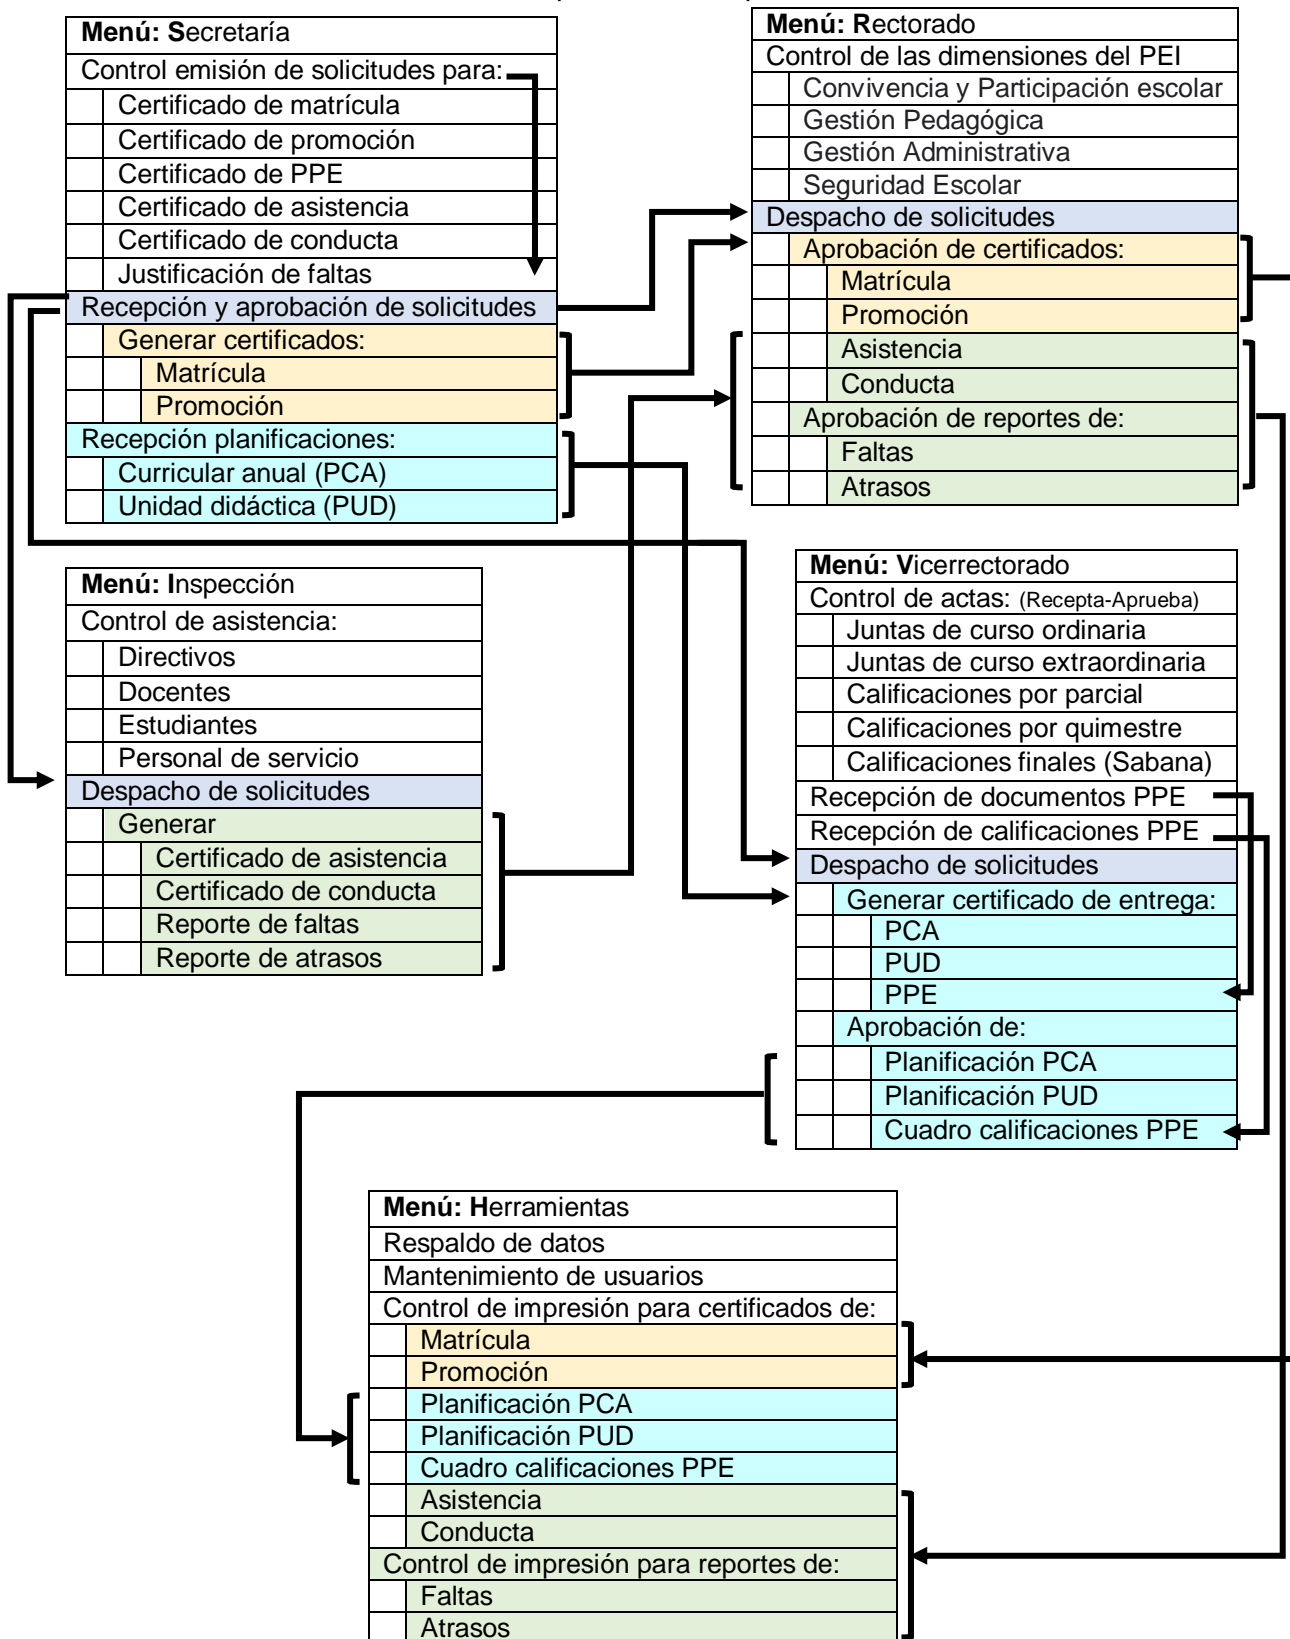 Menú: Secretaría
Control emisión de solicitudes para:
Certificado de matrícula
Certificado de promoción
Certificado de PPE
Certificado de asistencia
Certificado de conducta
Justificación de faltas
Recepción y aprobación de solicitudes
Generar certificados:
Matrícula
Promoción
Recepción planificaciones:
Curricular anual (PCA)
Unidad didáctica (PUD)
Menú: Rectorado
Control de las dimensiones del PEI
Convivencia y Participación escolar
Gestión Pedagógica
Gestión Administrativa
Seguridad Escolar
Despacho de solicitudes
Aprobación de certificados:
Matrícula
Promoción
Asistencia
Conducta
Aprobación de reportes de:
Faltas
Atrasos
Menú: Inspección
Control de asistencia:
Directivos
Docentes
Estudiantes
Personal de servicio
Despacho de solicitudes
Generar
Certificado de asistencia
Certificado de conducta
Reporte de faltas
Reporte de atrasos
Menú: Vicerrectorado
Control de actas: (Recepta-Aprueba)
Juntas de curso ordinaria
Juntas de curso extraordinaria
Calificaciones por parcial
Calificaciones por quimestre
Calificaciones finales (Sabana)
Recepción de documentos PPE
Recepción de calificaciones PPE
Despacho de solicitudes
Generar certificado de entrega:
PCA
PUD
PPE
Aprobación de:
Planificación PCA
Planificación PUD
Cuadro calificaciones PPE
Menú: Herramientas
Respaldo de datos
Mantenimiento de usuarios
Control de impresión para certificados de:
Matrícula
Promoción
Planificación PCA
Planificación PUD
Cuadro calificaciones PPE
Asistencia
Conducta
Control de impresión para reportes de:
Faltas
Atrasos